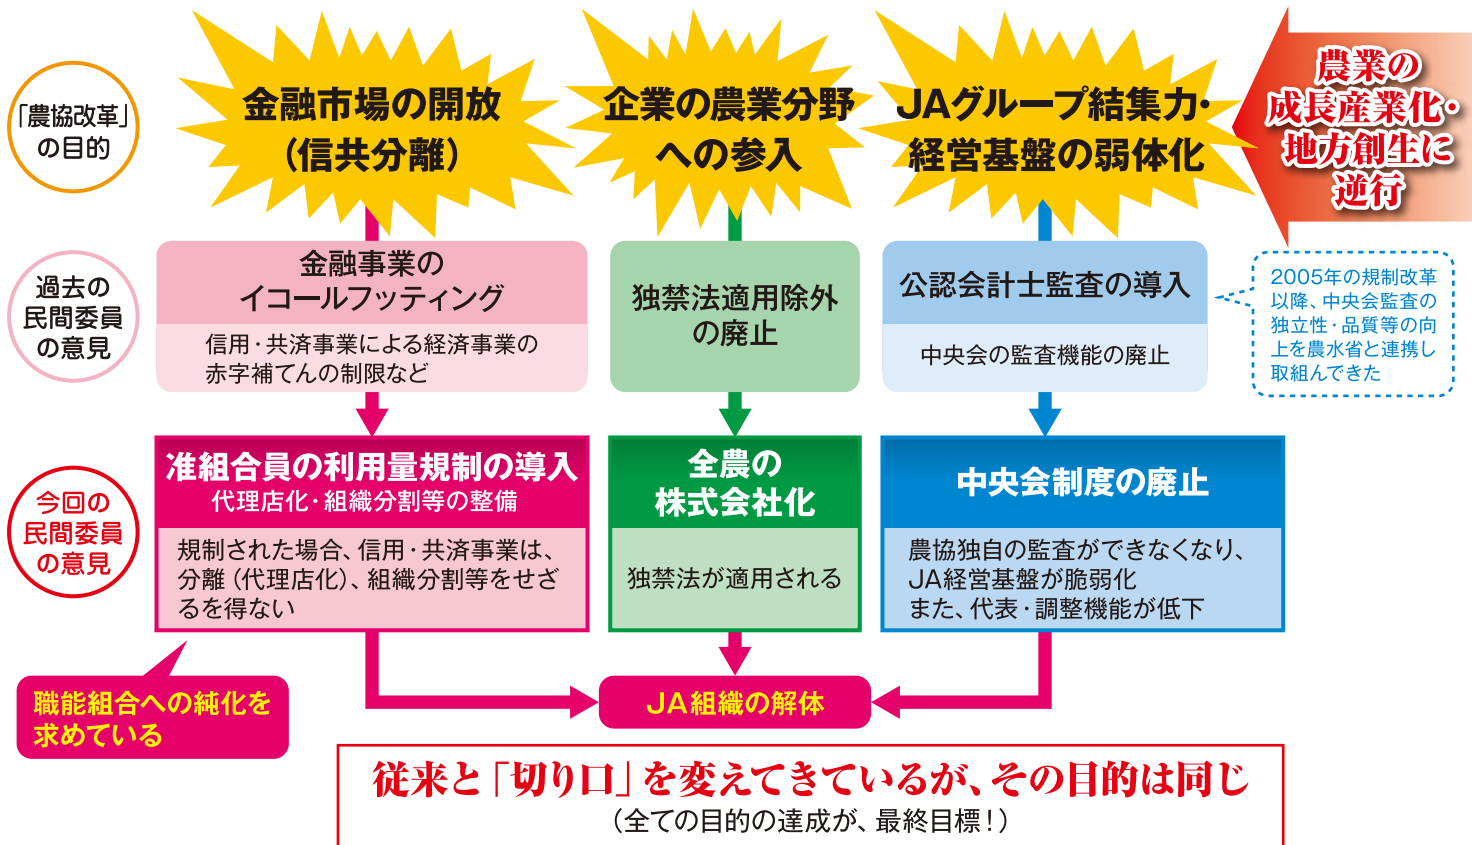 「農協改革」
の目的
金融市場の開放
（信共分離）
企業の農業分野
への参入
JAグループ結集力・
経営基盤の弱体化
農業の
成長産業化・
地方創生に
逆行
過去の
民間委員
の意見
金融事業の
イコールフッティング
信用・共済事業による経済事業の
赤字補てんの制限など
独禁法適用除外
の廃止
公認会計士監査の導入
中央会の監査機能の廃止
2005年の規制改革
以降、中央会監査の
独立性・品質等の向
上を農水省と連携し
取組んできた
今回の
民間委員
の意見
准組合員の利用量規制の導入
代理店化・組織分割等の整備
規制された場合、信用・共済事業は、
分離（代理店化）、組織分割等をせざ
るを得ない
全農の
株式会社化
独禁法が適用される
中央会制度の廃止
農協独自の監査ができなくなり、
JA経営基盤が脆弱化
また、代表・調整機能が低下
職能組合への純化を
求めている
JA組織の解体
従来と「切り口」を変えてきているが、その目的は同じ
（全ての目的の達成が、最終目標！）